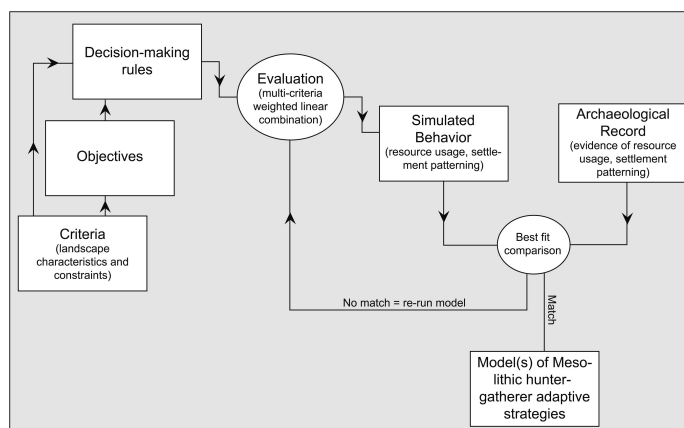 Decision-making
rules
Objectives
Criteria
(landscape
characteristics and
constraints)
Evaluation
(multi-criteria
weighted linear
combination)
Simulated
Behavior
(resource usage, settle-
ment patterning)
Archaeological
Record
(evidence of resource
usage, settlement
patterning)
Best fit
comparison
No match = re-run model
Match
Model(s) of Meso-
lithic hunter-
gatherer adaptive
strategies